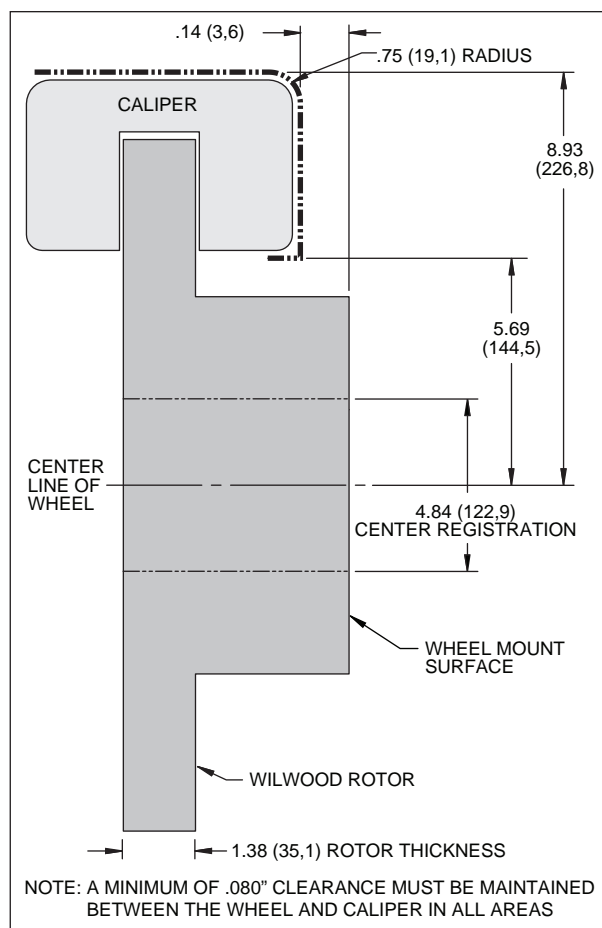 .14 (3,6)
.75 (19,1) RADIUS
CALIPER
8.93
(226,8)
5.69
(144,5)
CENTER
LINE OF
WHEEL
4.84 (122,9)
CENTER REGISTRATION
WHEEL MOUNT
SURFACE
WILWOOD ROTOR
1.38 (35,1) ROTOR THICKNESS
NOTE: A MINIMUM OF .080" CLEARANCE MUST BE MAINTAINED
BETWEEN THE WHEEL AND CALIPER IN ALL AREAS